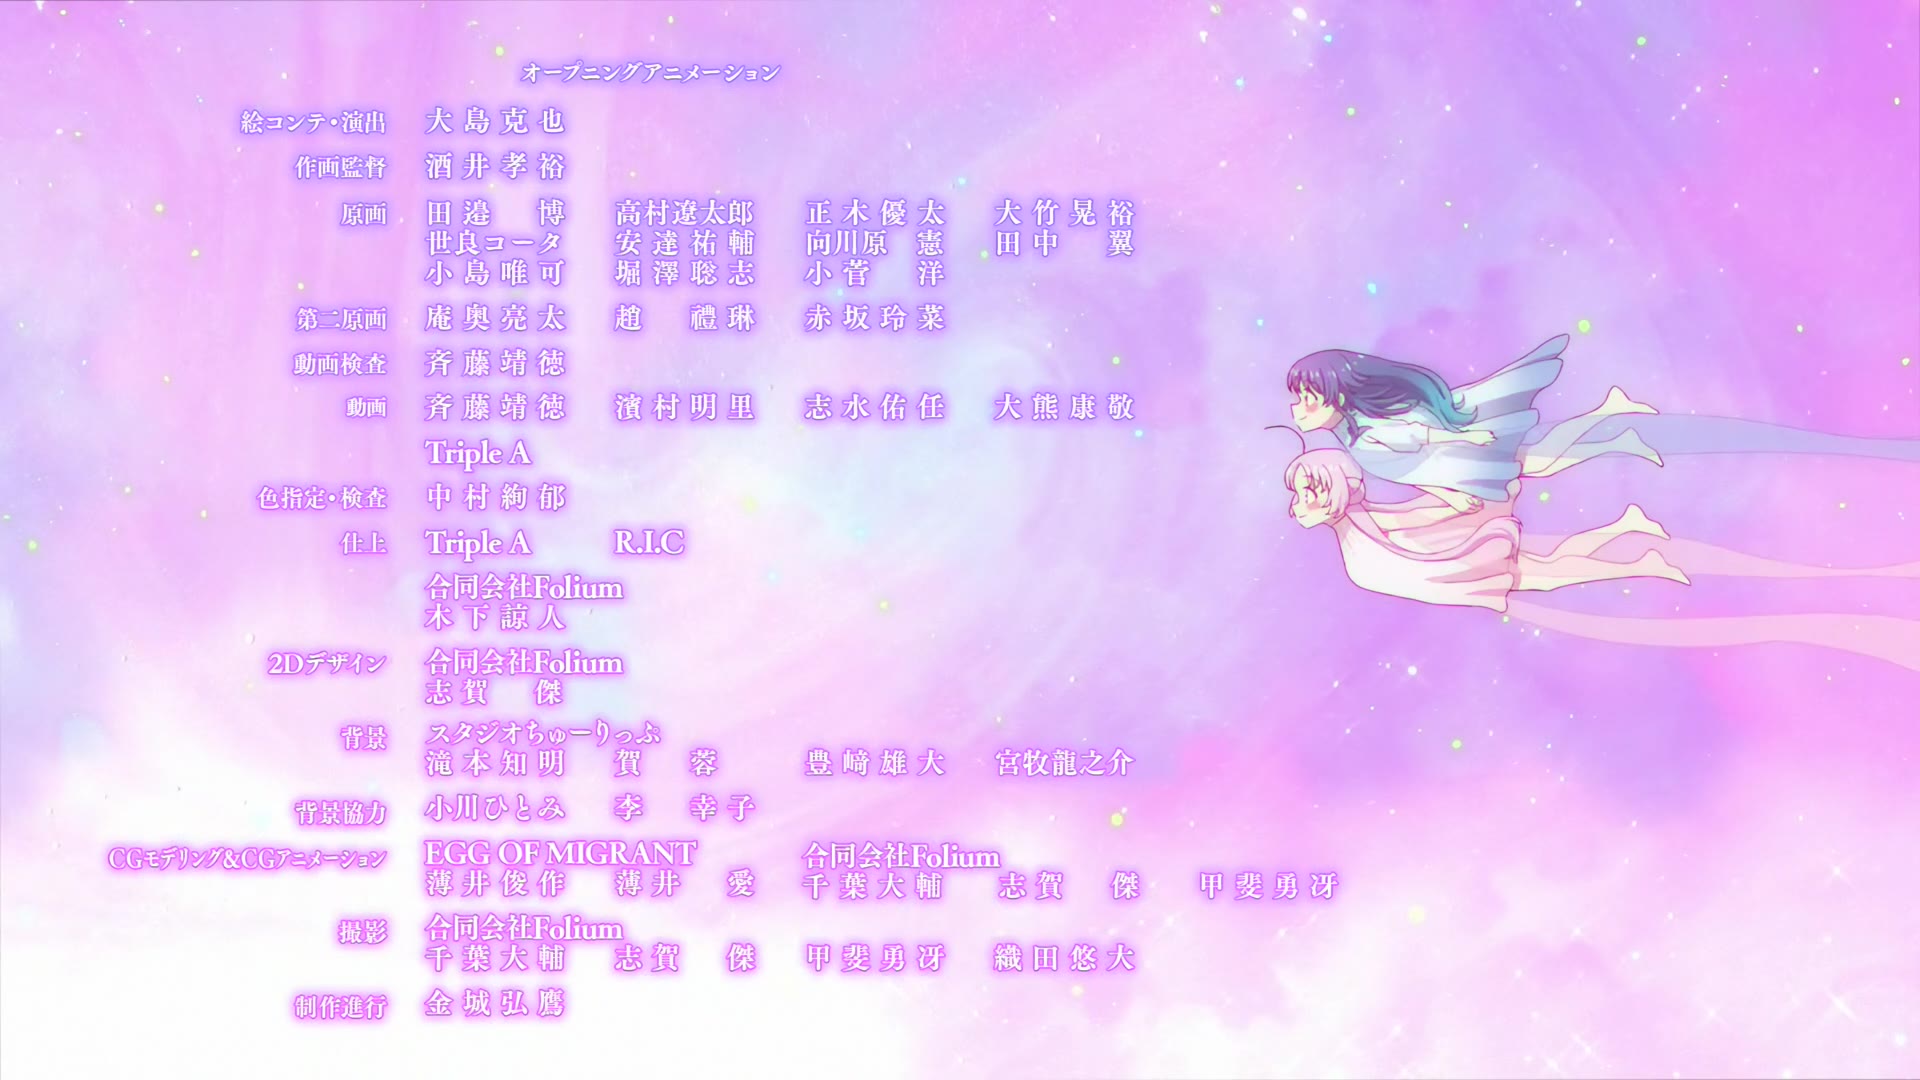 オープニングアニメーション
絵コンテ・演出 大島克也
作画監督 酒井孝裕
原画 田邉 博 高村遼太郎 正木優太 大竹晃裕
世良コータ 安達祐輔 向川原 憲 田中 翼
小島唯可 堀澤聡志 小菅 洋
第二原画 庵奥亮太 趙 禮琳 赤坂玲菜
動画検査 斉藤靖徳
動画 斉藤靖徳 濱村明里 志水佑任 大熊康敬
Triple A
色指定・検査 中村絢郁
仕上 Triple A R.I.C
合同会社Folium
木下諒人
2Dデザイン 合同会社Folium
志賀 傑
背景 スタジオちゅーりっぷ
滝本知明 賀 蓉 豊﨑雄大 宮牧龍之介
背景協力 小川ひとみ 李 幸子
CGモデリング&CGアニメーション EGG OF MIGRANT 合同会社Folium
薄井俊作 薄井 愛 千葉大輔 志賀 傑 甲斐勇冴
撮影 合同会社Folium
千葉大輔 志賀 傑 甲斐勇冴 織田悠大
制作進行 金城弘鷹